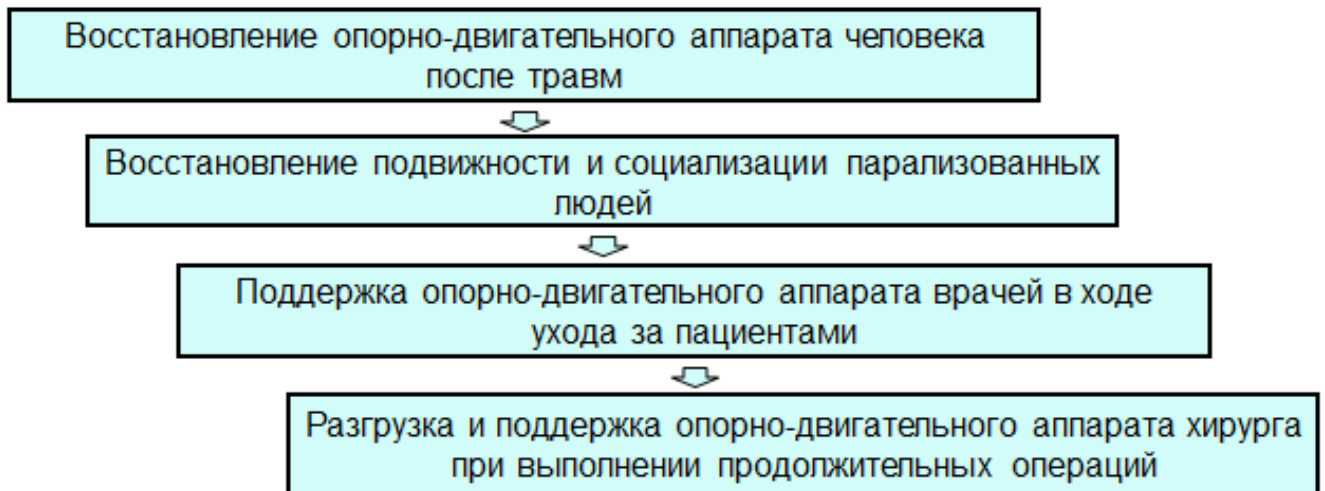 Восстановление опорно-двигательного аппарата человека
после травм
Восстановление подвижности и социализации парализованных
людей
Поддержка опорно-двигательного аппарата врачей в ходе
ухода за пациентами
Разгрузка и поддержка опорно-двигательного аппарата хирурга
при выполнении продолжительных операций